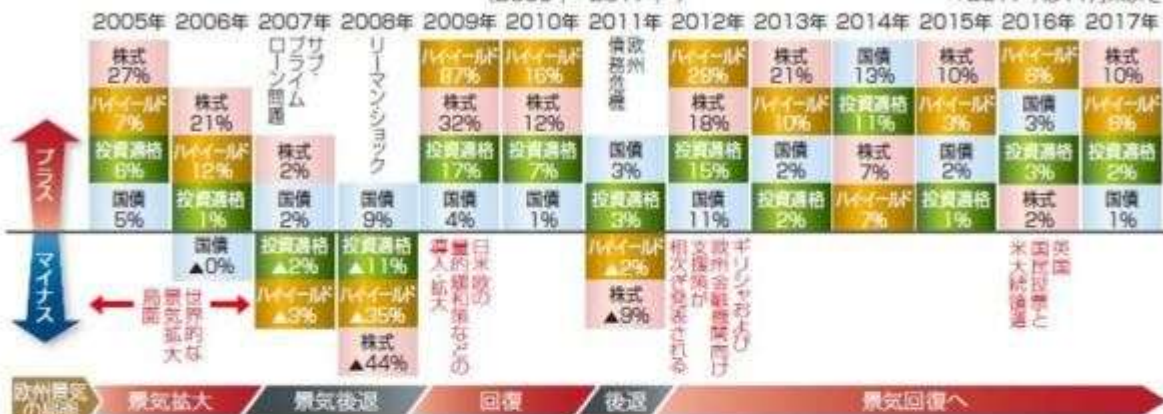 2005年 2006年 2007年 2008年 2009年 2010年 2011年 2012年 2013年 2014年 2015年 2016年 2017年
プラス
マイナス
株式
27%
ハイ・イールド
7%
投資適格
6%
国債
5%
株式
21%
ハイ・イールド
12%
投資適格
1%
国債
▲0%
サブ・
プライム
ローン問題
株式
2%
国債
2%
投資適格
▲2%
ハイ・イールド
▲3%
リーマン・ショック
国債
9%
投資適格
▲11%
ハイ・イールド
▲35%
株式
▲44%
ハイ・イールド
87%
株式
32%
投資適格
17%
国債
4%
ハイ・イールド
16%
株式
12%
投資適格
7%
国債
1%
欧州
債務危機
国債
3%
投資適格
3%
ハイ・イールド
▲2%
株式
▲9%
ハイ・イールド
29%
株式
18%
投資適格
15%
国債
11%
株式
21%
ハイ・イールド
10%
国債
2%
投資適格
2%
国債
13%
投資適格
11%
株式
7%
ハイ・イールド
7%
株式
10%
ハイ・イールド
3%
国債
2%
投資適格
1%
ハイ・イールド
6%
国債
3%
投資適格
3%
株式
2%
株式
10%
ハイ・イールド
6%
投資適格
2%
国債
1%
世界的な
景気拡大
局面
日米欧の
量的緩和策などの
導入・拡大
ギリシャおよび
欧州金融機関向け
支援策が
相次ぎ発表される
英国
国民投票と
米大統領選
欧州景気
景気拡大
景気後退
回復
後退
景気回復へ